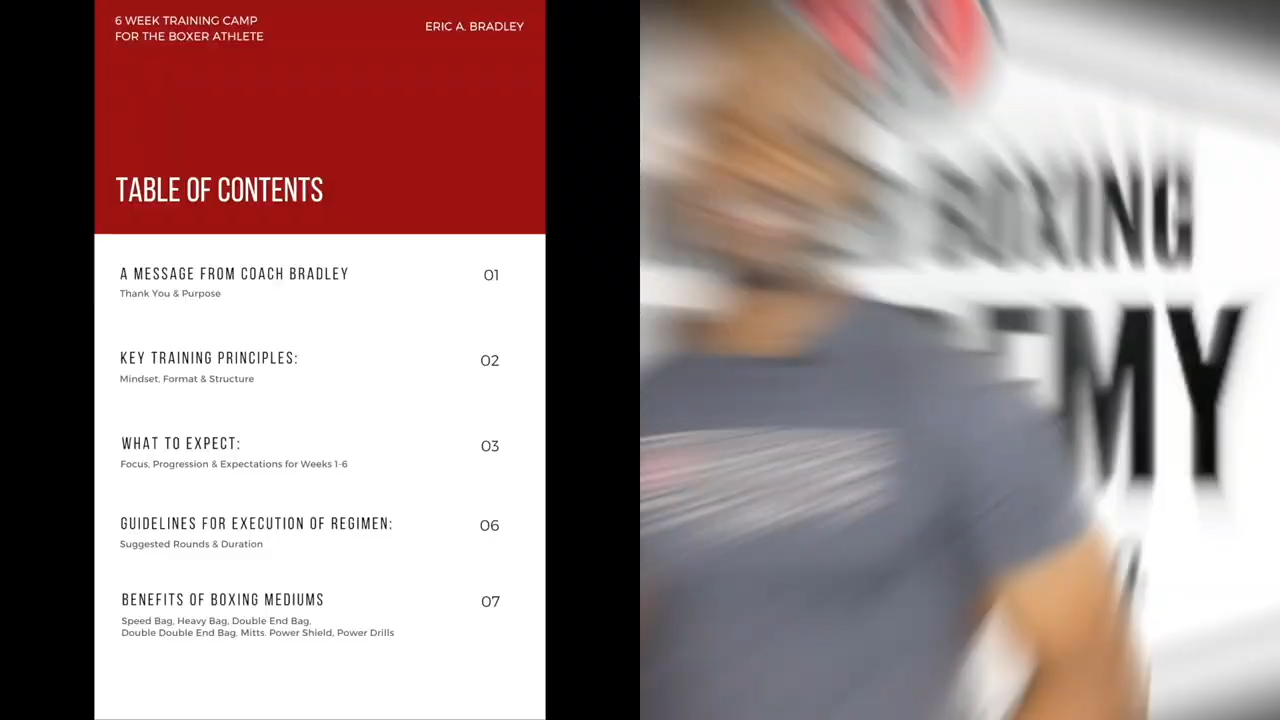 6 WEEK TRAINING CAMP
FOR THE BOXER ATHLETE
ERIC A. BRADLEY
TABLE OF CONTENTS
A MESSAGE FROM COACH BRADLEY
01
Thank You & Purpose
KEY TRAINING PRINCIPLES:
02
Mindset, Format & Structure
WHAT TO EXPECT:
03
Focus, Progression & Expectations for Weeks 1-6
GUIDELINES FOR EXECUTION OF REGIMEN:
06
Suggested Rounds & Duration
BENEFITS OF BOXING MEDIUMS
07
Speed Bag, Heavy Bag, Double End Bag,
Double Double End Bag, Mitts. Power Shield, Power Drills
BOXING
MY